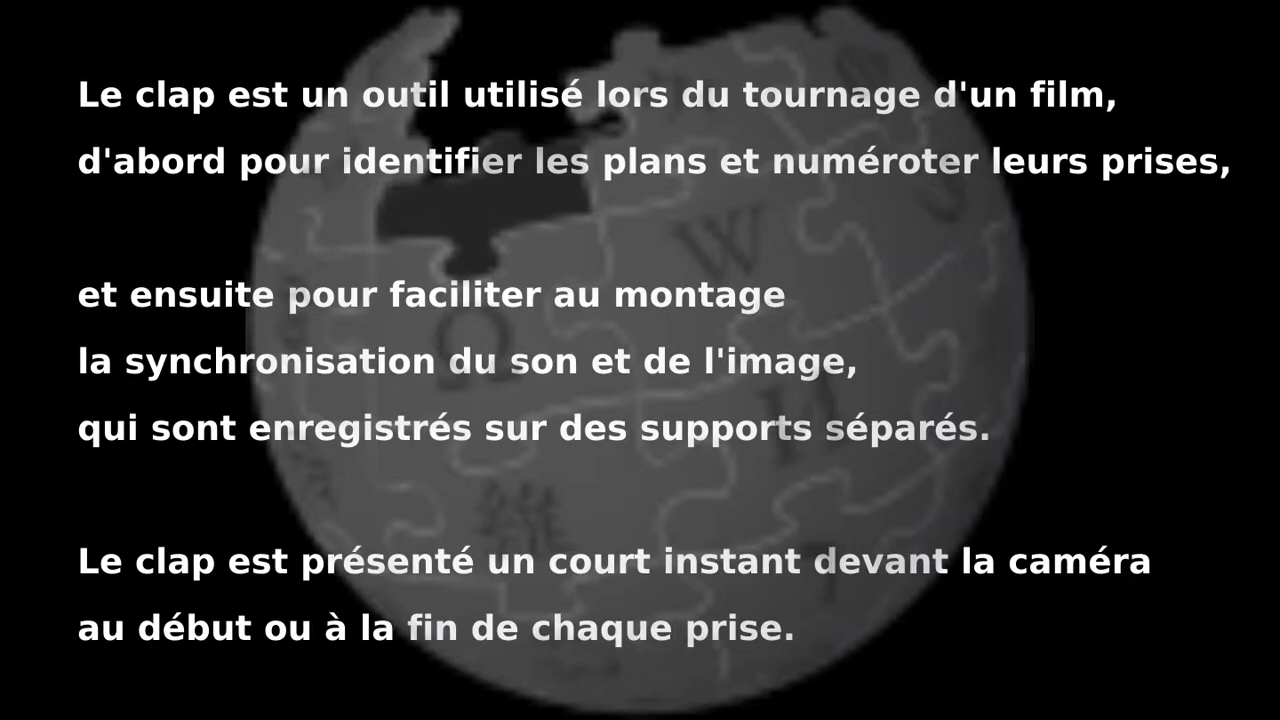 Le clap est un outil utilisé lors du tournage d'un film,
d'abord pour identifier les plans et numéroter leurs prises,
et ensuite pour faciliter au montage
la synchronisation du son et de l'image,
qui sont enregistrés sur des supports séparés.
Le clap est présenté un court instant devant la caméra
au début ou à la fin de chaque prise.